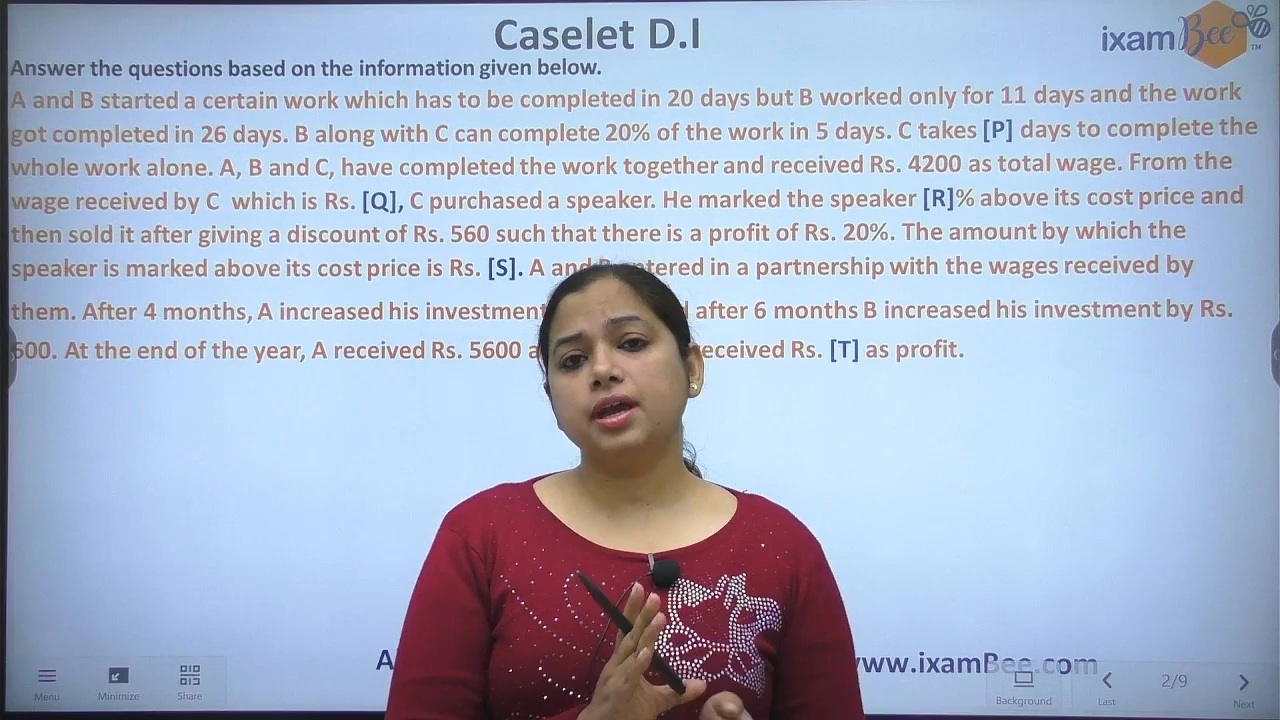 Caselet D.I
ixamBee
TM
Answer the questions based on the information given below.
A and B started a certain work which has to be completed in 20 days but B worked only for 11 days and the work
got completed in 26 days. B along with C can complete 20% of the work in 5 days. C takes [P] days to complete the
whole work alone. A, B and C, have completed the work together and received Rs. 4200 as total wage. From the
wage received by C which is Rs. [Q], C purchased a speaker. He marked the speaker [R]% above its cost price and
then sold it after giving a discount of Rs. 560 such that there is a profit of Rs. 20%. The amount by which the
speaker is marked above its cost price is Rs. [S]. A and in a partnership with the wages received by
them. After 4 months, A increased his investment after 6 months B increased his investment by Rs.
600. At the end of the year, A received Rs. 5600 Rs. [T] as profit.
www.ixamBee.com
Menu
Minimize
Share
Background
Last
2/9
Next